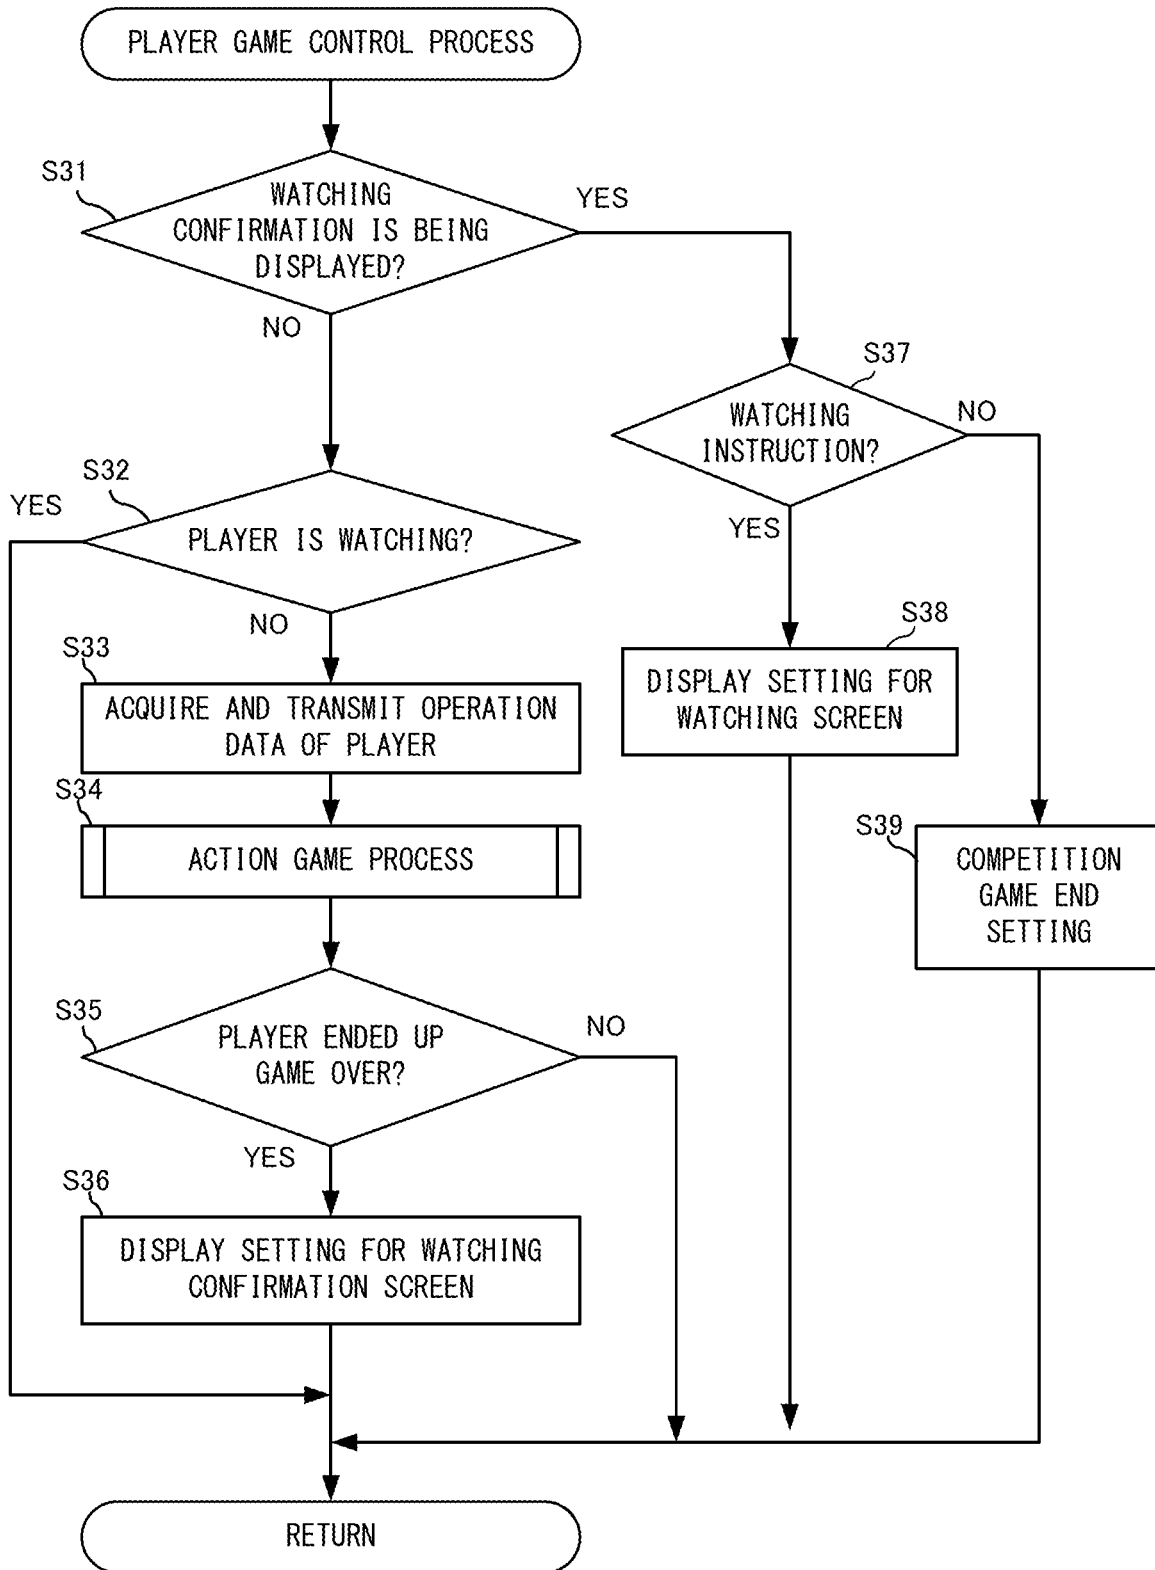 PLAYER GAME CONTROL PROCESS
S31
WATCHING
CONFIRMATION IS BEING
DISPLAYED?
YES
NO
S37
WATCHING
INSTRUCTION?
NO
YES
S32
YES
PLAYER IS WATCHING?
NO
S38
DISPLAY SETTING FOR
WATCHING SCREEN
S33
ACQUIRE AND TRANSMIT OPERATION
DATA OF PLAYER
S34
ACTION GAME PROCESS
S39
COMPETITION
GAME END
SETTING
S35
PLAYER ENDED UP
GAME OVER?
NO
YES
S36
DISPLAY SETTING FOR WATCHING
CONFIRMATION SCREEN
RETURN